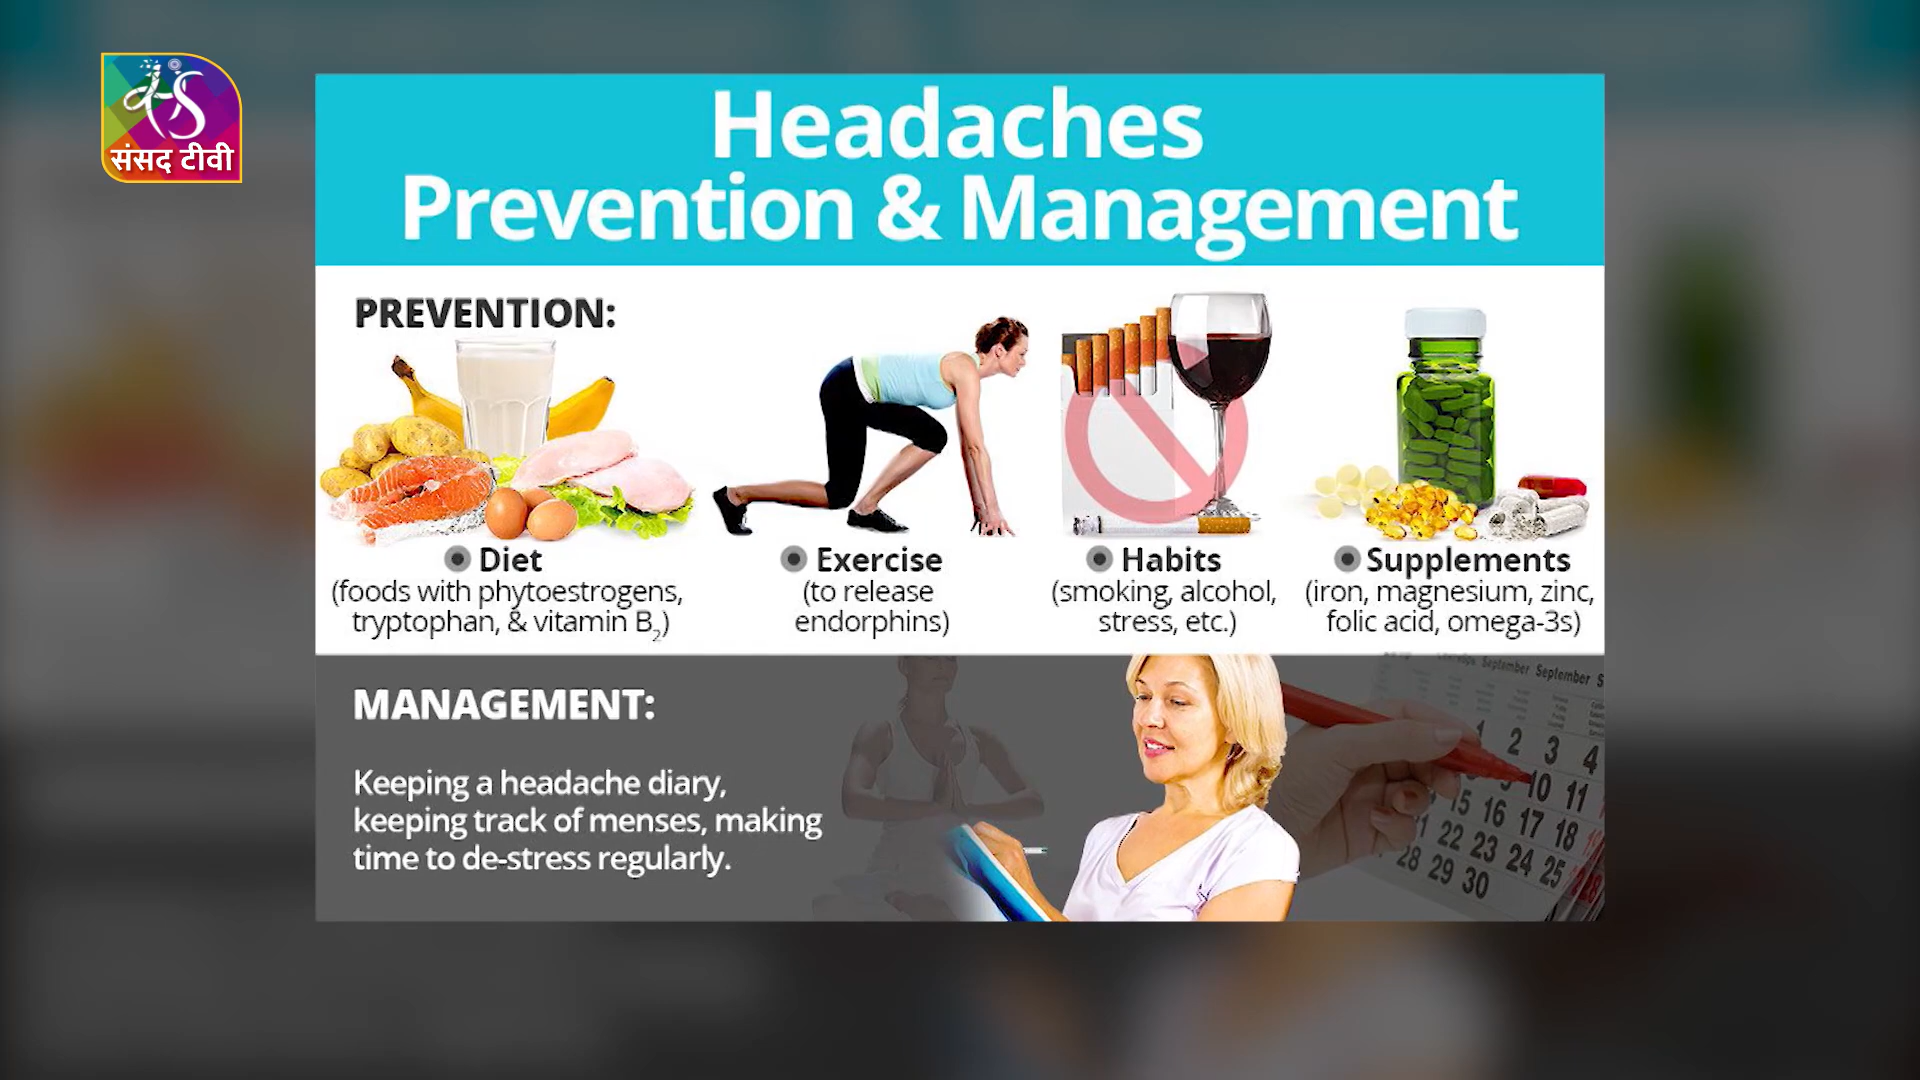 संसद टीवी
Headaches
Prevention & Management
PREVENTION:
Diet
(foods with phytoestrogens,
tryptophan, & vitamin B₂)
Exercise
(to release
endorphins)
Habits
(smoking, alcohol,
stress, etc.)
Supplements
(iron, magnesium, zinc,
folic acid, omega-3s)
MANAGEMENT:
Keeping a headache diary,
keeping track of menses, making
time to de-stress regularly.
September September
1 2 3 4
10 11
15 16 17 18
22 23 24 25
28 29 30